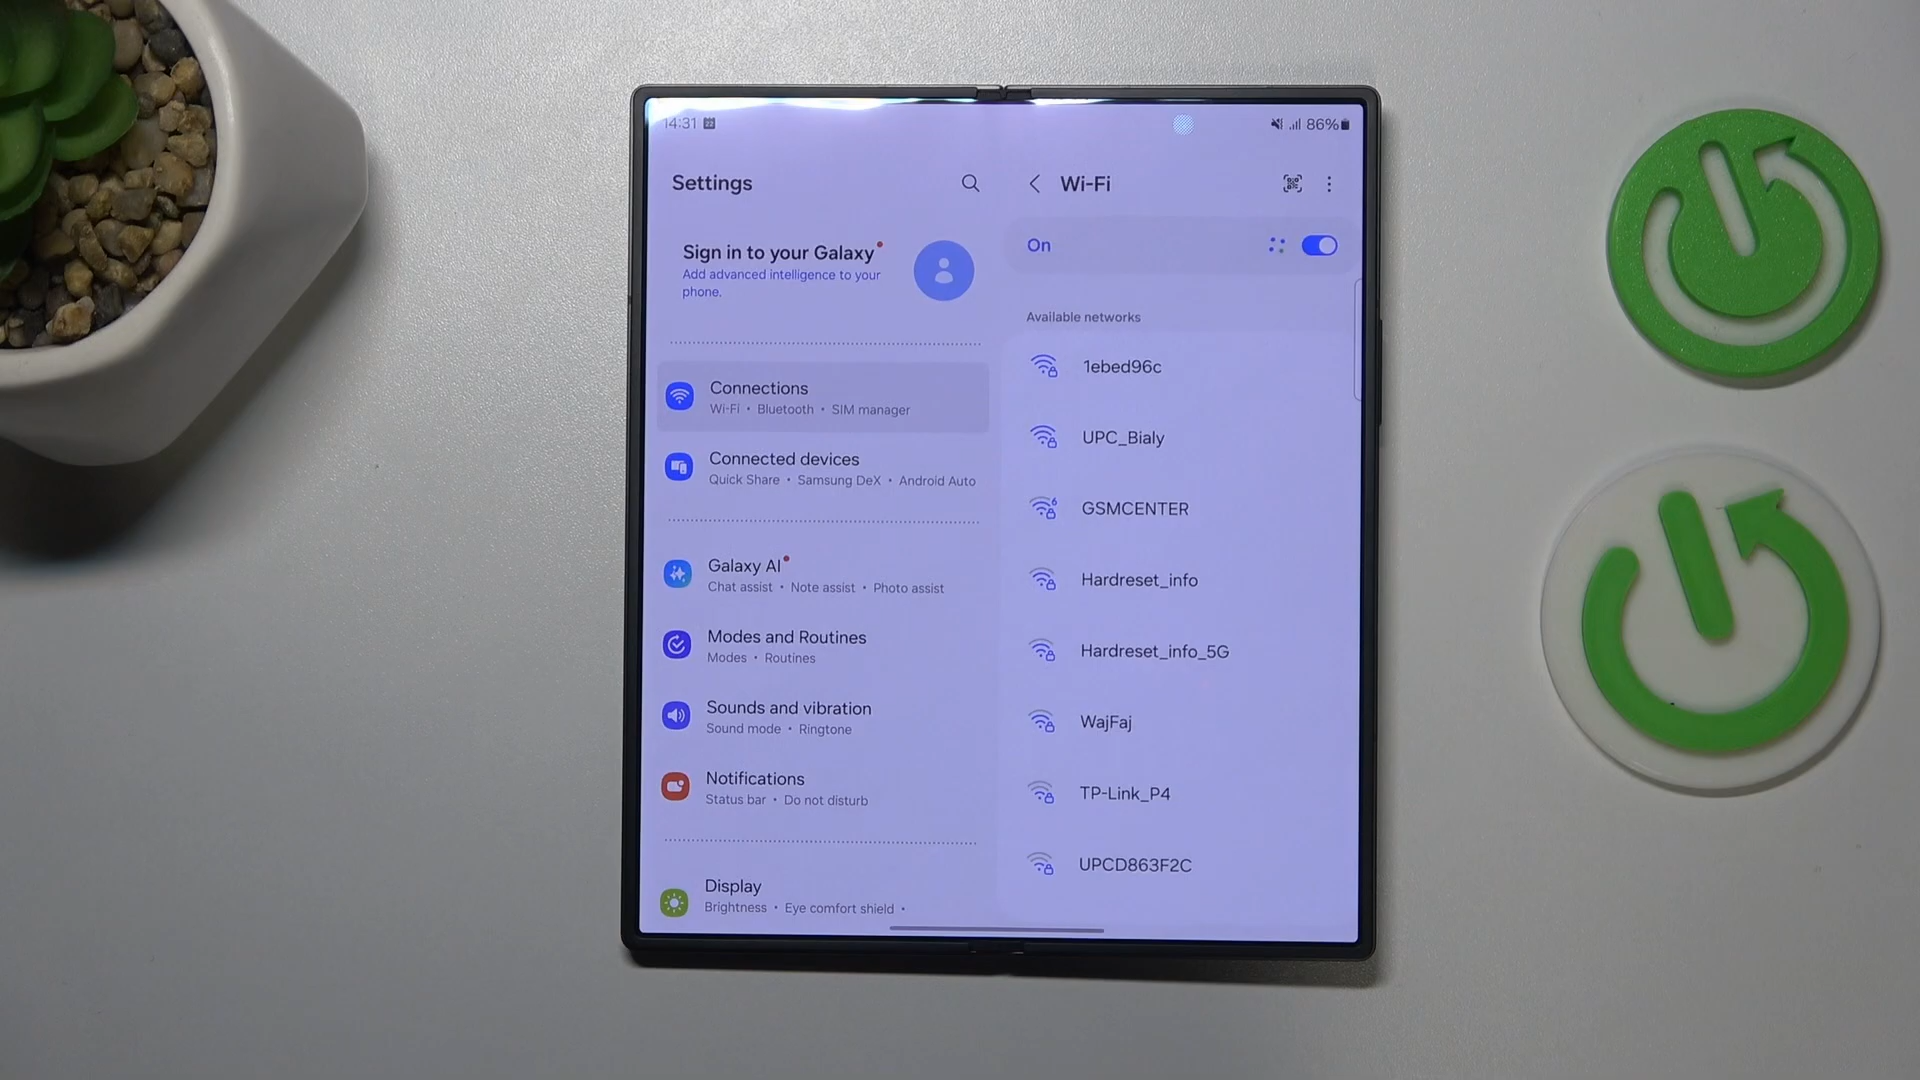 14:31
86%
Settings
Sign in to your Galaxy
Add advanced intelligence to your
phone.
Connections
Wi-Fi • Bluetooth • SIM manager
Connected devices
Quick Share • Samsung DeX • Android Auto
Galaxy AI
Chat assist • Note assist • Photo assist
Modes and Routines
Modes • Routines
Sounds and vibration
Sound mode • Ringtone
Notifications
Status bar • Do not disturb
Display
Brightness • Eye comfort shield •
Wi-Fi
On
Available networks
1ebed96c
UPC_Bialy
GSMCENTER
Hardreset_info
Hardreset_info_5G
WajFaj
TP-Link_P4
UPCD863F2C